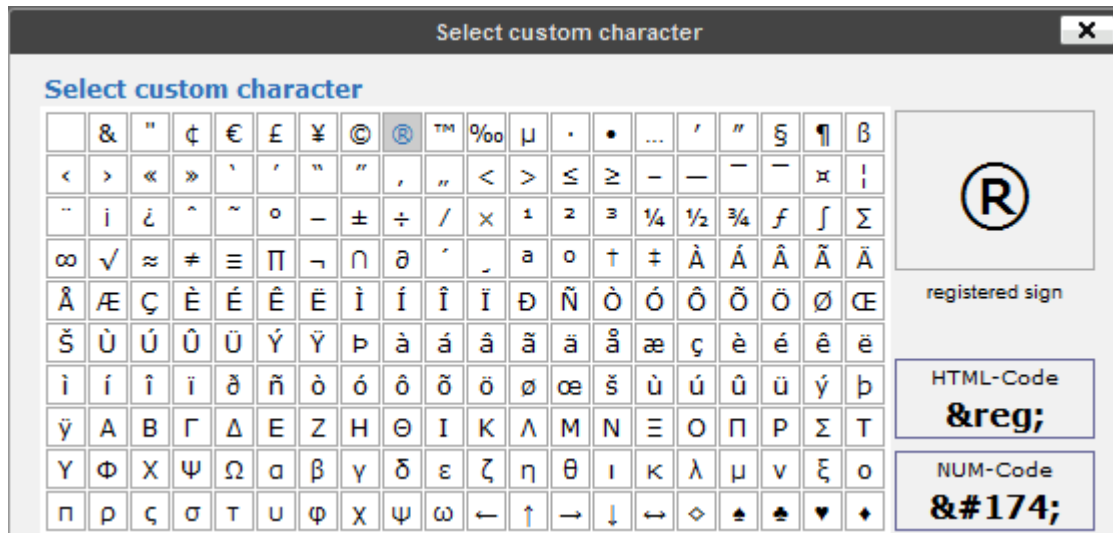 Select custom character
Select custom character
& " ¢ € £ ¥ © ® ™ ‰ µ · • … ′ ″ § ¶ ß
‹ › « » ‘ ’ “ ” ‚ „ < > ≤ ≥ – — ¯ ‾ ¤ ¦
¨ ¡ ¿ ˆ ˜ ° − ± ÷ ⁄ × ¹ ² ³ ¼ ½ ¾ ƒ ∫ ∑
∞ √ ≈ ≠ ≡ ∏ ¬ ∩ ∂ ´ ¸ ª º † ‡ À Á Â Ã Ä
Å Æ Ç È É Ê Ë Ì Í Î Ï Ð Ñ Ò Ó Ô Õ Ö Ø Œ
Š Ù Ú Û Ü Ý Ÿ Þ à á â ã ä å æ ç è é ê ë
ì í î ï ð ñ ò ó ô õ ö ø œ š ù ú û ü ý þ
ÿ Α Β Γ Δ Ε Ζ Η Θ Ι Κ Λ Μ Ν Ξ Ο Π Ρ Σ Τ
Υ Φ Χ Ψ Ω α β γ δ ε ζ η θ ι κ λ μ ν ξ ο
π ρ ς σ τ υ φ χ ψ ω ← ↑ → ↓ ↔ ◊ ♠ ♣ ♥ ♦
®
registered sign
HTML-Code
&reg;
NUM-Code
&#174;